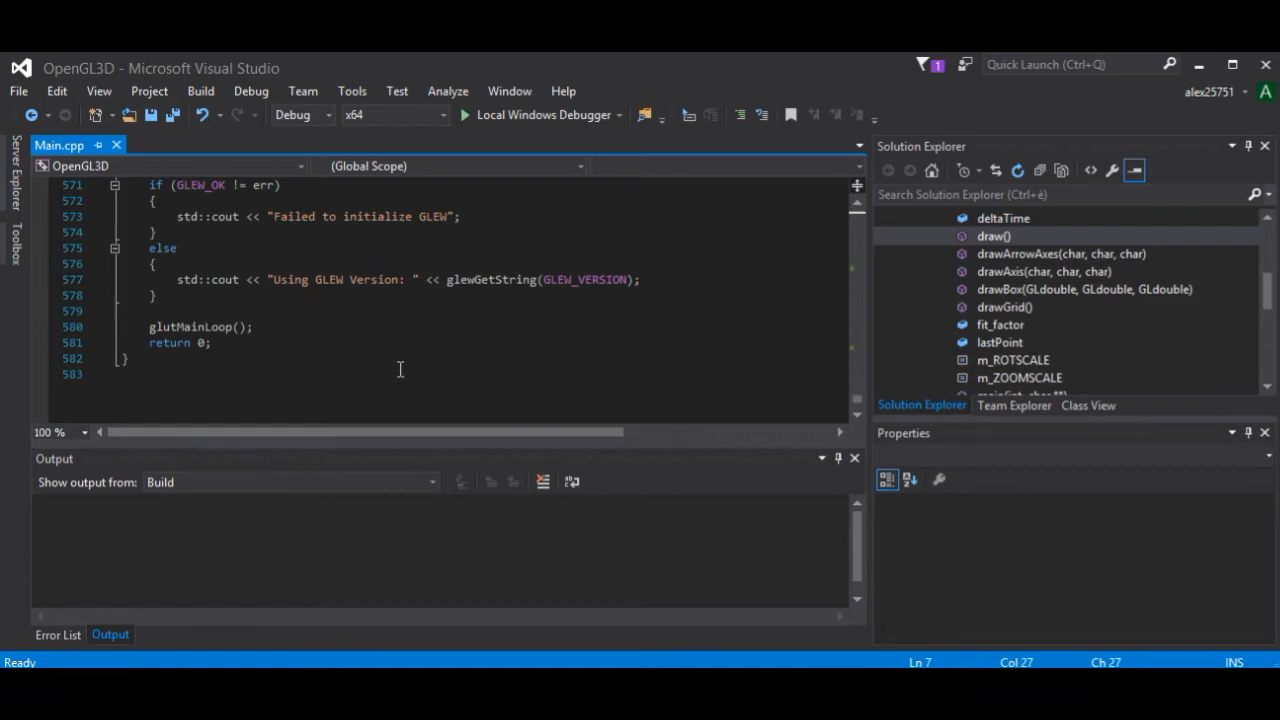 OpenGL3D - Microsoft Visual Studio
1
Quick Launch (Ctrl+Q)
File Edit View Project Build Debug Team Tools Test Analyze Window Help
alex25751 A
Debug x64 Local Windows Debugger
Server Explorer
Toolbox
Main.cpp
OpenGL3D (Global Scope)
571 if (GLEW_OK != err)
572 {
573 std::cout << "Failed to initialize GLEW";
574 }
575 else
576 {
577 std::cout << "Using GLEW Version: " << glewGetString(GLEW_VERSION);
578 }
579
580 glutMainLoop();
581 return 0;
582 }
583
100 %
Output
Show output from: Build
Error List Output
Solution Explorer
Search Solution Explorer (Ctrl+è)
deltaTime
draw()
drawArrowAxes(char, char, char)
drawAxis(char, char, char)
drawBox(GLdouble, GLdouble, GLdouble)
drawGrid()
fit_factor
lastPoint
m_ROTSCALE
m_ZOOMSCALE
Solution Explorer Team Explorer Class View
Properties
Ready Ln 7 Col 27 Ch 27 INS